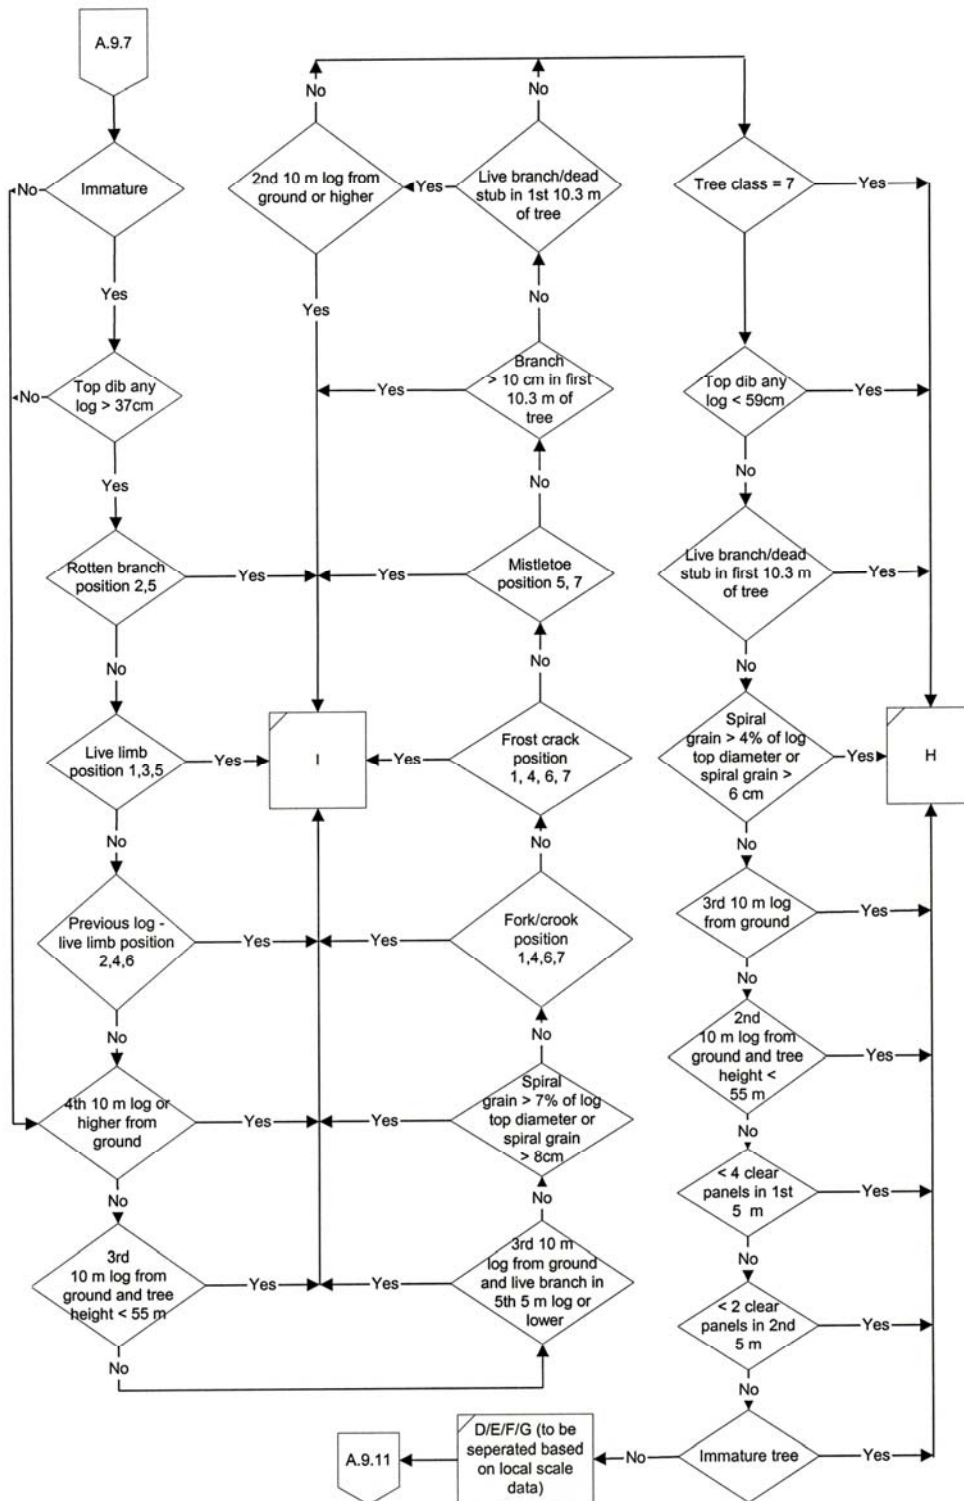 A.9.7
Immature
No
Yes
Top dib any
log > 37cm
No
Yes
Rotten branch
position 2,5
Yes
No
Live limb
position 1,3,5
Yes
No
Previous log -
live limb position
2,4,6
Yes
No
4th 10 m log or
higher from
ground
Yes
No
3rd
10 m log from
ground and tree
height < 55 m
Yes
No
No
2nd 10 m log from
ground or higher
Yes
Yes
I
No
Live branch/dead
stub in 1st 10.3 m
of tree
No
Branch
> 10 cm in first
10.3 m of
tree
Yes
No
Mistletoe
position 5, 7
Yes
No
Frost crack
position
1, 4, 6, 7
Yes
No
Fork/crook
position
1,4,6,7
Yes
No
Spiral
grain > 7% of log
top diameter or
spiral grain
> 8cm
Yes
No
3rd 10 m
log from ground
and live branch in
5th 5 m log or
lower
Yes
Tree class = 7
Yes
Top dib any
log < 59cm
Yes
No
Live branch/dead
stub in first 10.3 m
of tree
Yes
No
Spiral
grain > 4% of log
top diameter or
spiral grain >
6 cm
Yes
H
No
3rd 10 m log
from ground
Yes
No
2nd
10 m log from
ground and tree
height <
55 m
Yes
No
< 4 clear
panels in 1st
5 m
Yes
No
< 2 clear
panels in 2nd
5 m
Yes
No
Immature tree
Yes
No
D/E/F/G (to be
seperated based
on local scale
data)
A.9.11